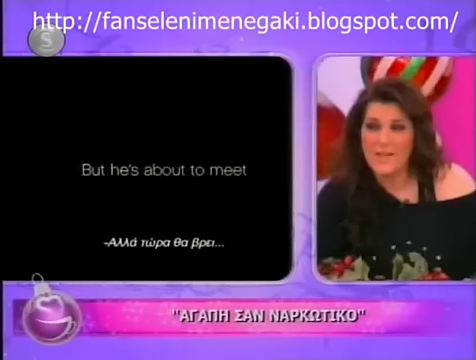 http://fanselenimenegaki.blogspot.com/
S
But he's about to meet
-Αλλά τώρα θα βρει...
"ΑΓΑΠΗ ΣΑΝ ΝΑΡΚΩΤΙΚΟ"